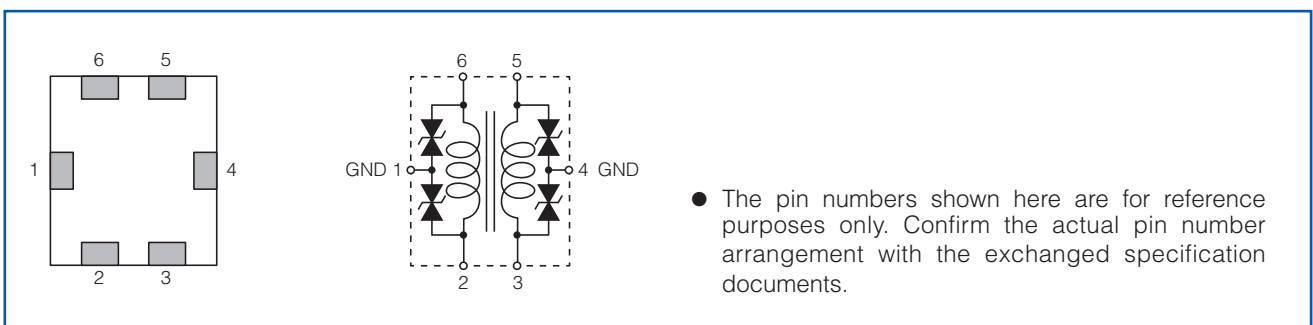 6 5
1 4
2 3
6 5
GND 1 4 GND
2 3
● The pin numbers shown here are for reference
purposes only. Confirm the actual pin number
arrangement with the exchanged specification
documents.